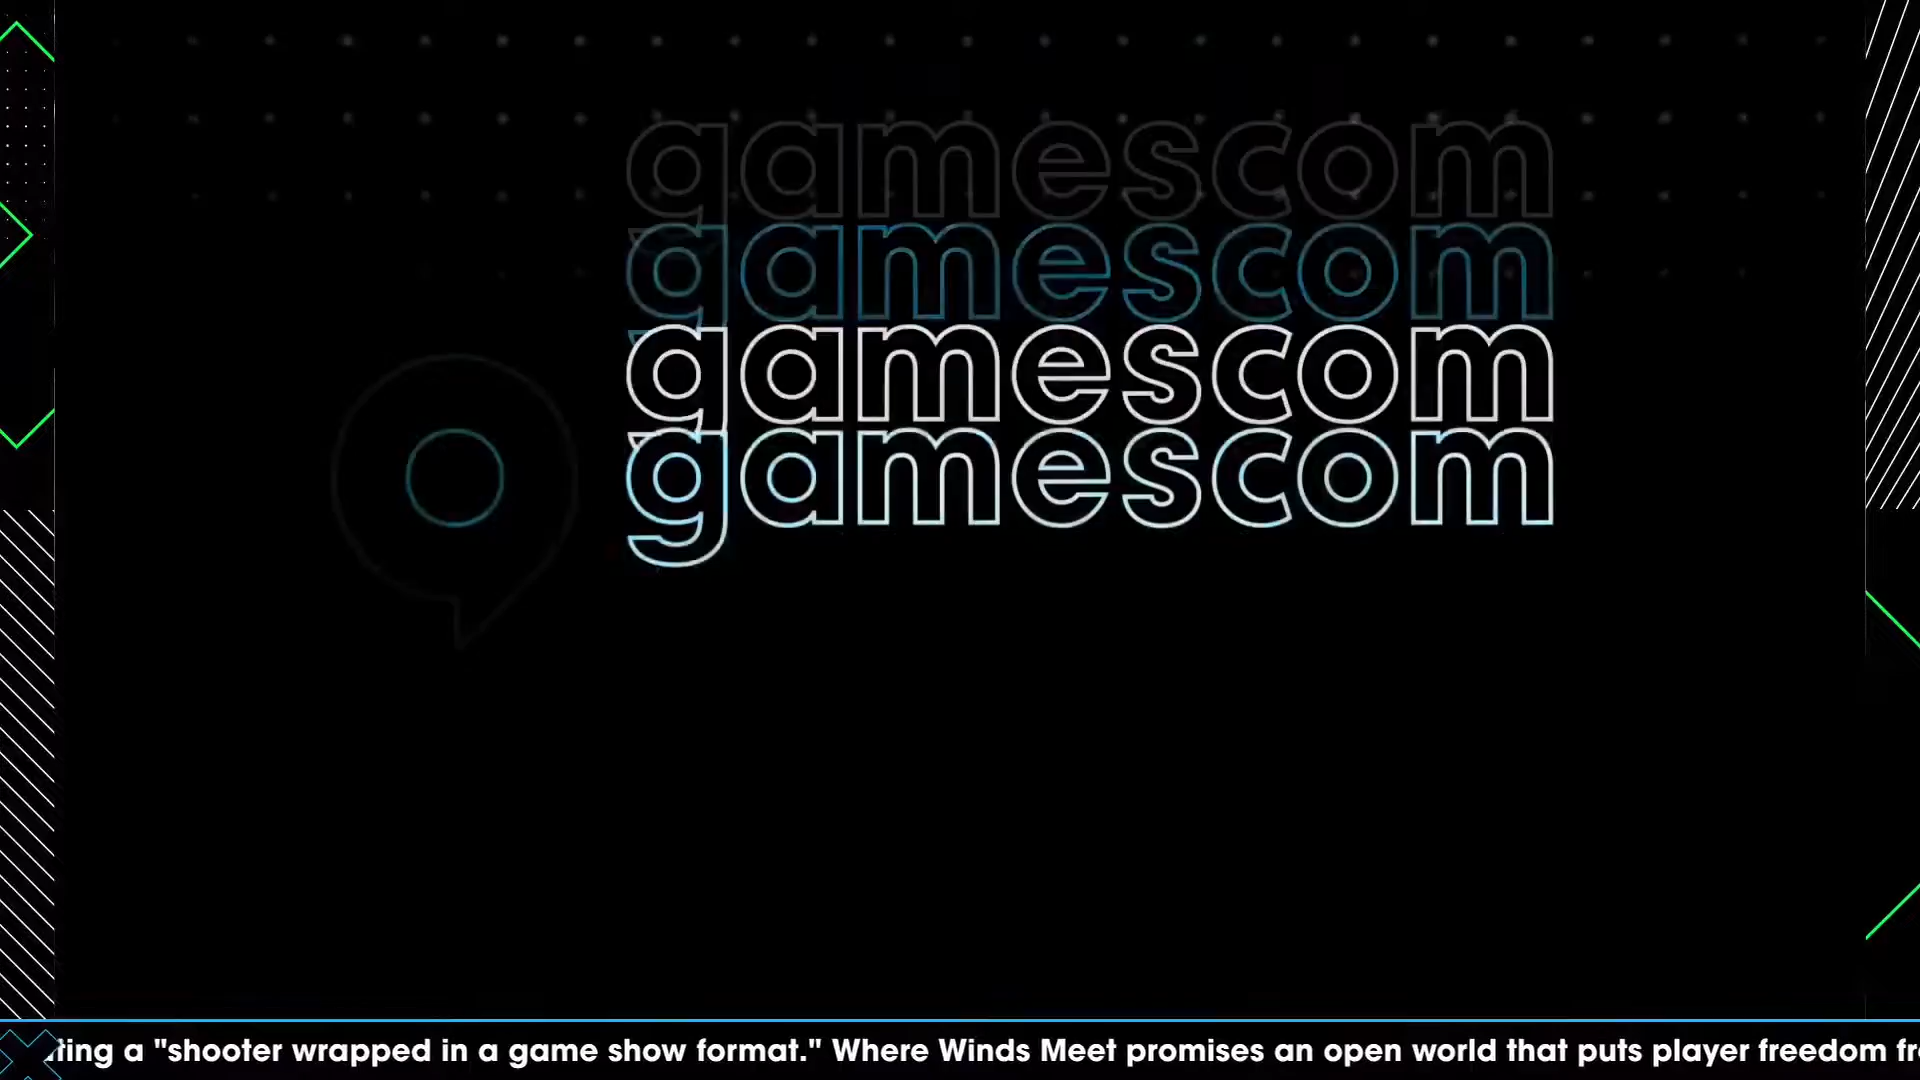 gamescom
gamescom
gamescom
gamescom
a "shooter wrapped in a game show format." Where Winds Meet promises an open world that puts player freedom